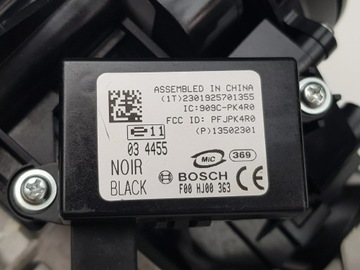 ASSEMBLED IN CHINA
(1T)2301925701355
IC:909C-PK4R0
FCC ID: PFJPK4R0
(P)13502301
e11
03 4455
MiC
369
NOIR
BLACK
BOSCH
F00 HJ00 363
CE